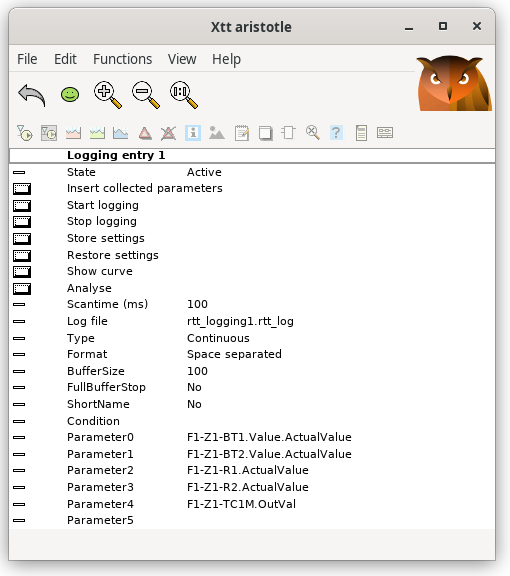 Xtt aristotle
File Edit Functions View Help
Logging entry 1
State Active
Insert collected parameters
Start logging
Stop logging
Store settings
Restore settings
Show curve
Analyse
Scantime (ms) 100
Log file rtt_logging1.rtt_log
Type Continuous
Format Space separated
BufferSize 100
FullBufferStop No
ShortName No
Condition
Parameter0 F1-Z1-BT1.Value.ActualValue
Parameter1 F1-Z1-BT2.Value.ActualValue
Parameter2 F1-Z1-R1.ActualValue
Parameter3 F1-Z1-R2.ActualValue
Parameter4 F1-Z1-TC1M.OutVal
Parameter5